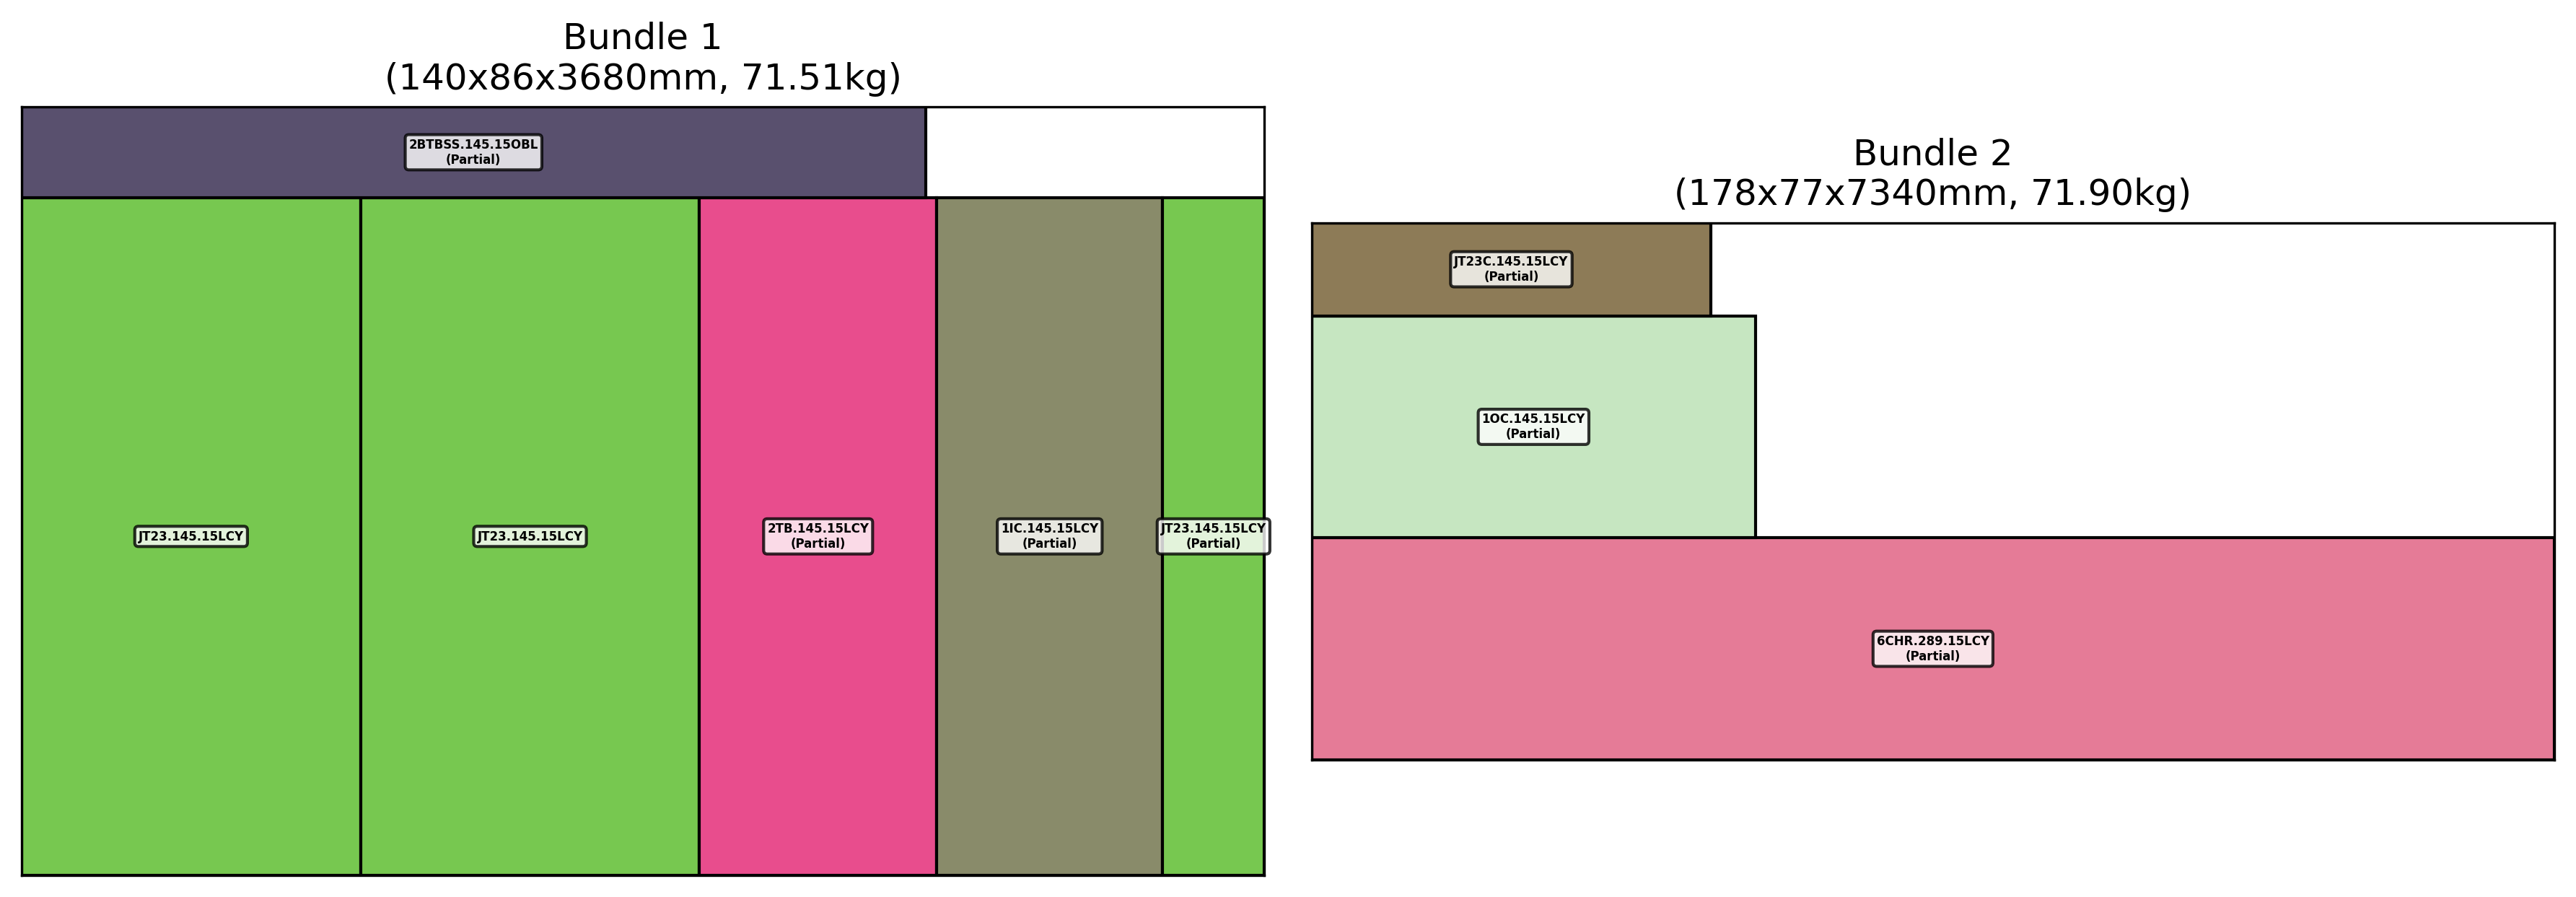 Bundle 1
(140x86x3680mm, 71.51kg)
2BTBSS.145.15OBL
(Partial)
JT23.145.15LCY
JT23.145.15LCY
2TB.145.15LCY
(Partial)
1IC.145.15LCY
(Partial)
JT23.145.15LCY
(Partial)
Bundle 2
(178x77x7340mm, 71.90kg)
JT23C.145.15LCY
(Partial)
1OC.145.15LCY
(Partial)
6CHR.289.15LCY
(Partial)